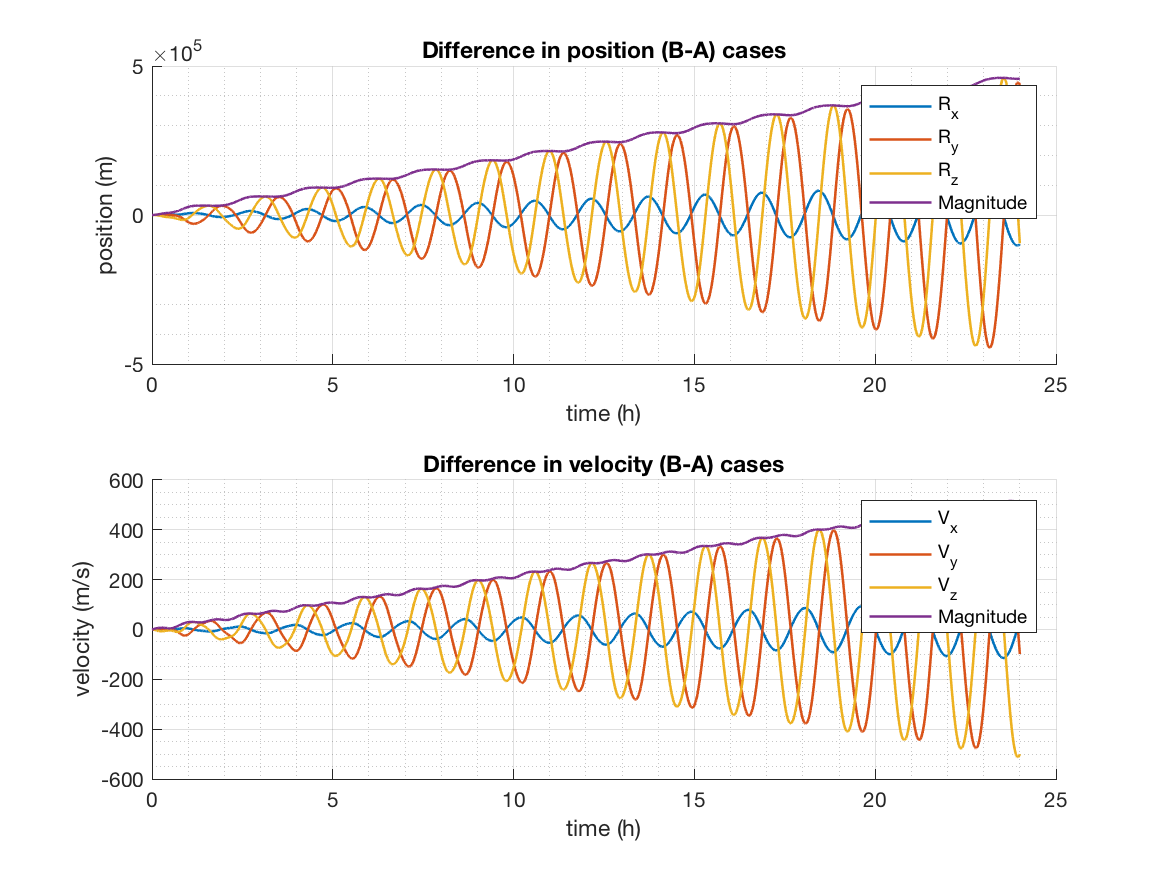 Difference in position (B-A) cases
×10^5
5
0
-5
position (m)
0 5 10 15 20 25
time (h)
R_x
R_y
R_z
Magnitude
Difference in velocity (B-A) cases
600
400
200
0
-200
-400
-600
velocity (m/s)
0 5 10 15 20 25
time (h)
V_x
V_y
V_z
Magnitude